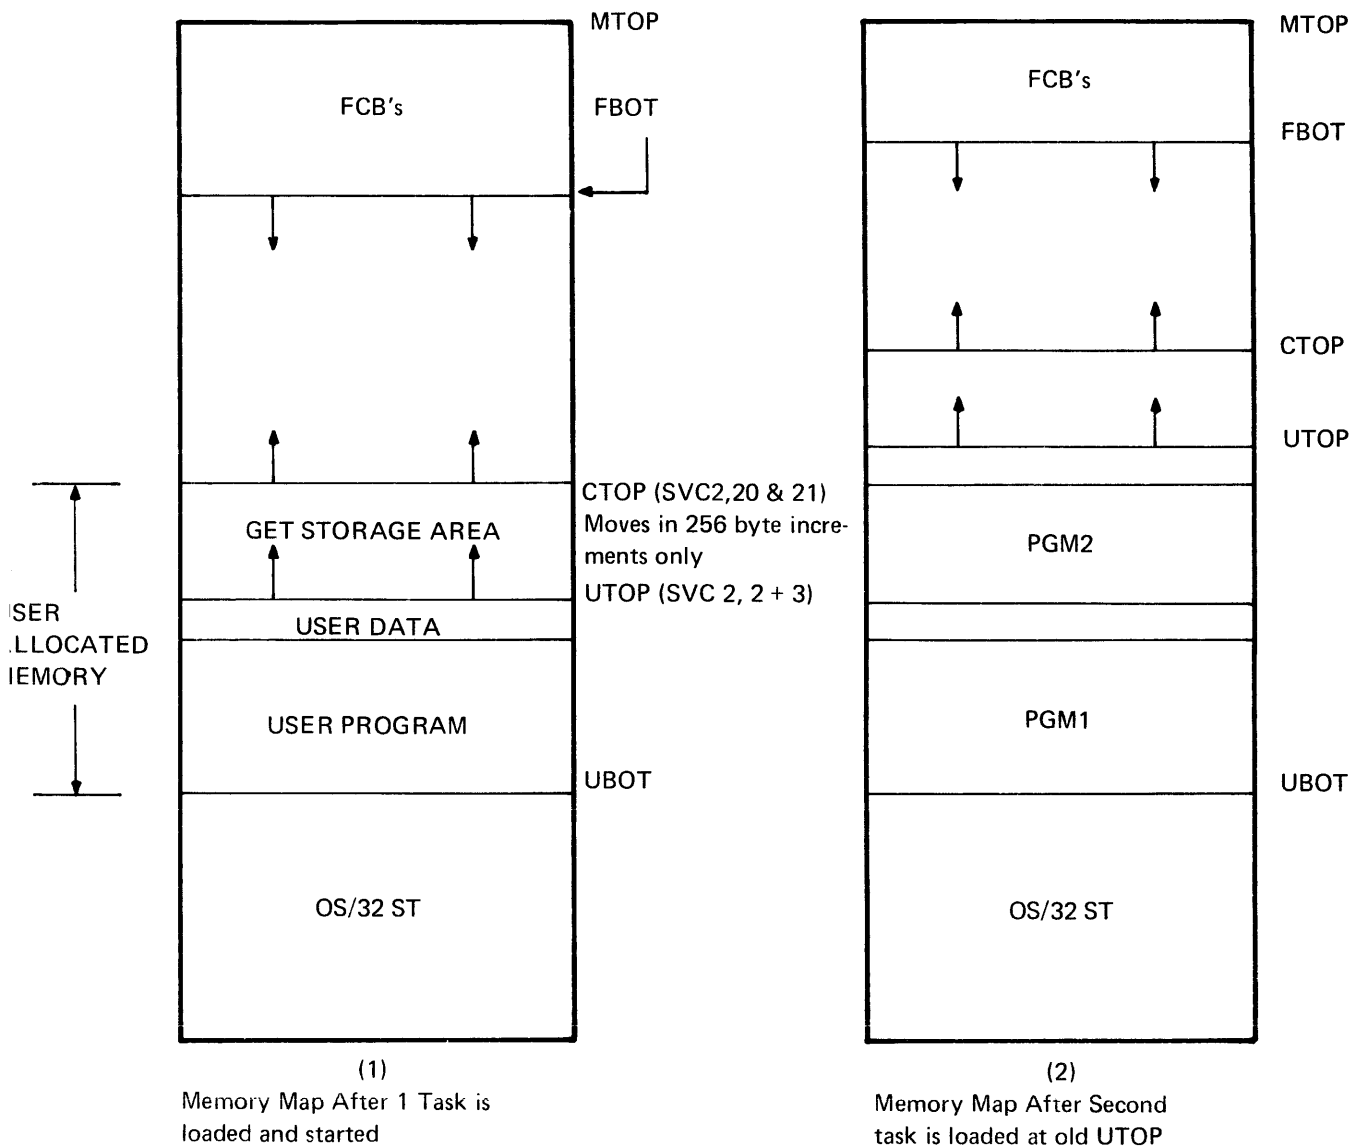 MTOP
FCB's
FBOT
CTOP (SVC2,20 & 21)
Moves in 256 byte incre-
ments only
GET STORAGE AREA
UTOP (SVC 2, 2 + 3)
USER DATA
SER
LLOCATED
EMORY
USER PROGRAM
UBOT
OS/32 ST
(1)
Memory Map After 1 Task is
loaded and started
MTOP
FCB's
FBOT
CTOP
UTOP
PGM2
PGM1
UBOT
OS/32 ST
(2)
Memory Map After Second
task is loaded at old UTOP